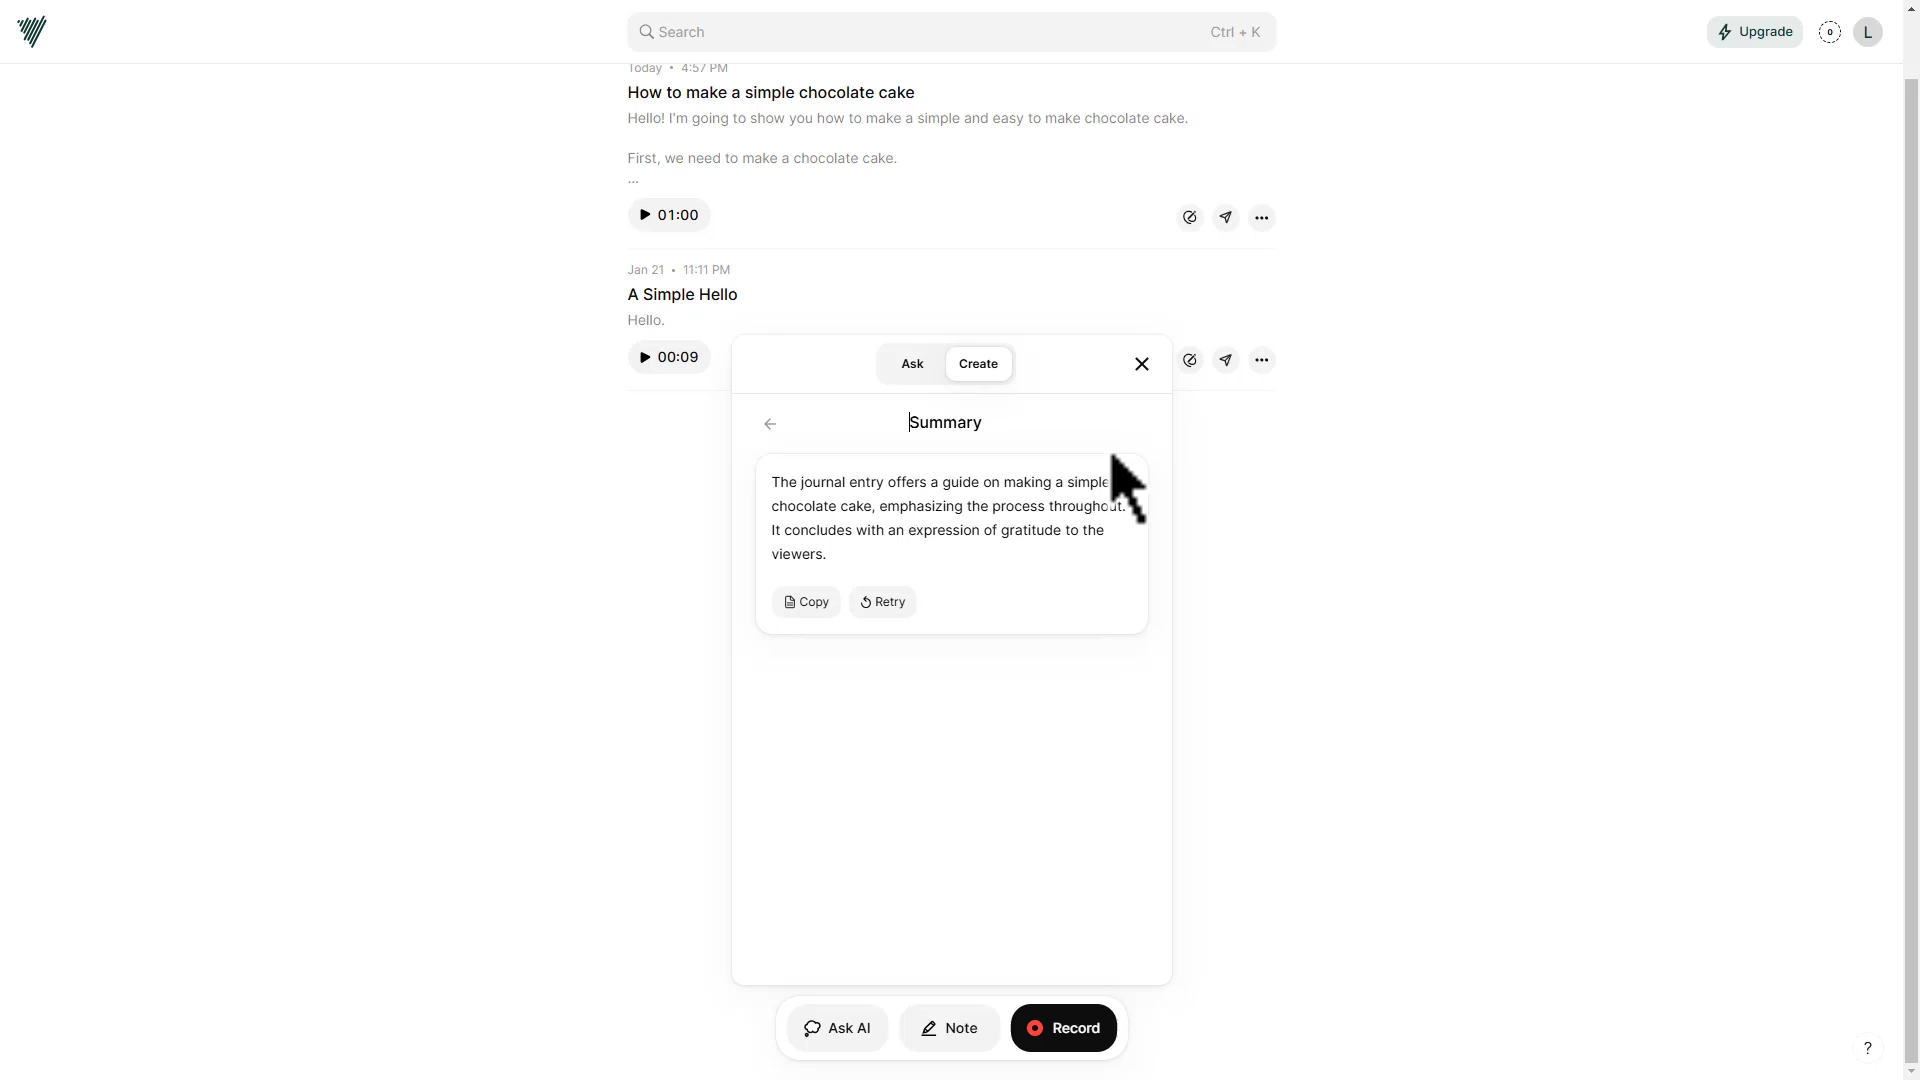 Search
Ctrl + K
Upgrade
0
L
Today • 4:57 PM
How to make a simple chocolate cake
Hello! I'm going to show you how to make a simple and easy to make chocolate cake.
First, we need to make a chocolate cake.
...
01:00
Jan 21 • 11:11 PM
A Simple Hello
Hello.
00:09
Ask
Create
Summary
The journal entry offers a guide on making a simple
chocolate cake, emphasizing the process throughout.
It concludes with an expression of gratitude to the
viewers.
Copy
Retry
Ask AI
Note
Record
?